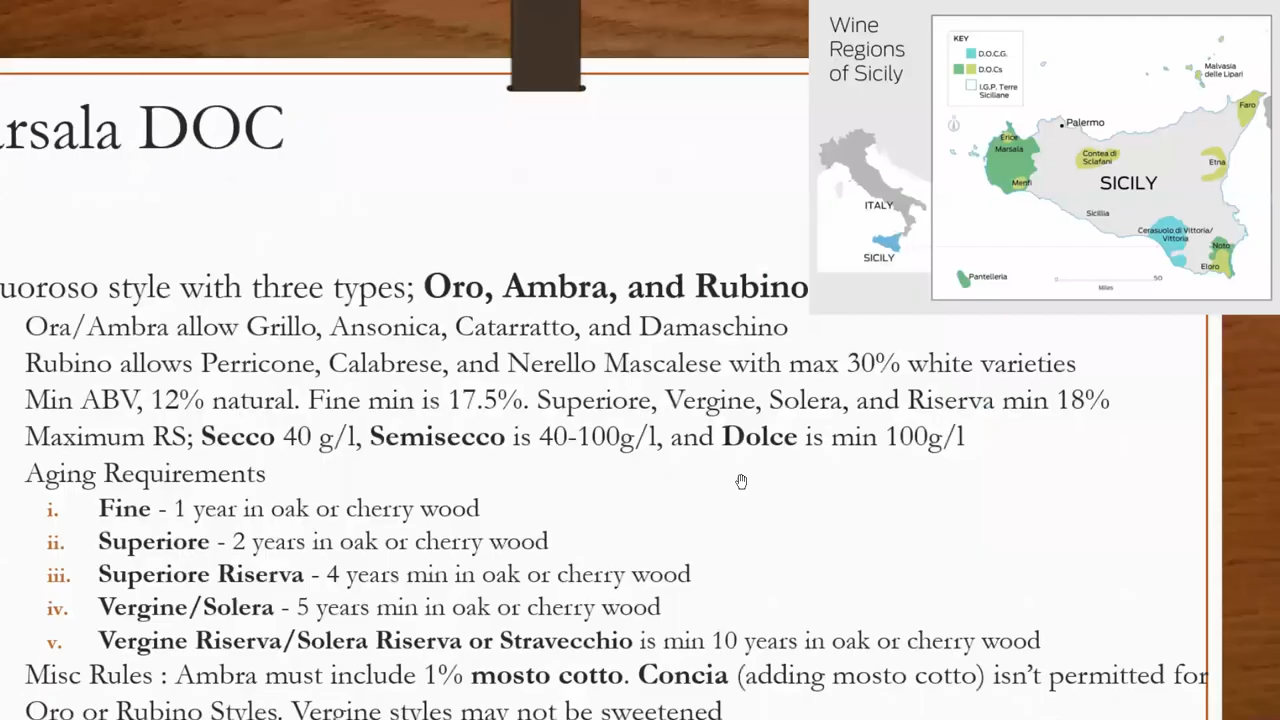 arsala DOC
uoroso style with three types; Oro, Ambra, and Rubino
Ora/Ambra allow Grillo, Ansonica, Catarratto, and Damaschino
Rubino allows Perricone, Calabrese, and Nerello Mascalese with max 30% white varieties
Min ABV, 12% natural. Fine min is 17.5%. Superiore, Vergine, Solera, and Riserva min 18%
Maximum RS; Secco 40 g/l, Semisecco is 40-100g/l, and Dolce is min 100g/l
Aging Requirements
i. Fine - 1 year in oak or cherry wood
ii. Superiore - 2 years in oak or cherry wood
iii. Superiore Riserva - 4 years min in oak or cherry wood
iv. Vergine/Solera - 5 years min in oak or cherry wood
v. Vergine Riserva/Solera Riserva or Stravecchio is min 10 years in oak or cherry wood
Misc Rules : Ambra must include 1% mosto cotto. Concia (adding mosto cotto) isn't permitted for
Oro or Rubino Styles. Vergine styles may not be sweetened
Wine
Regions
of Sicily
KEY
D.O.C.G.
D.O.Cs
I.G.P. Terre
Siciliane
ITALY
SICILY
Malvasia
delle Lipari
Faro
Palermo
Erice
Marsala
Contea di
Sclafani
Etna
Menfi
SICILY
Sicillia
Cerasuolo di Vittoria/
Vittoria
Noto
Eloro
Pantelleria
50
Miles